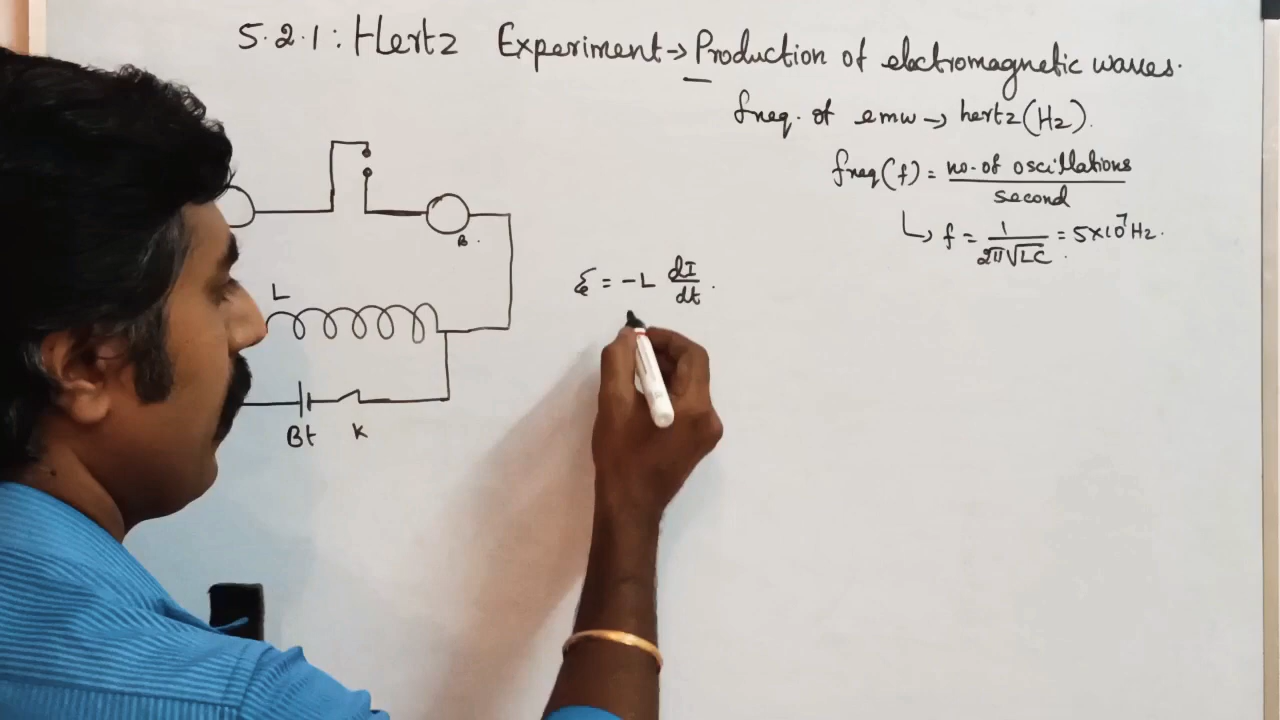 5.2.1: Hertz Experiment → Production of electromagnetic waves.
freq. of emw → hertz (Hz).
freq (f) = no. of oscillations / second
↳ f = 1 / 2π√LC = 5×10⁷ Hz.
B.
ξ = -L dI/dt.
L
Bt K